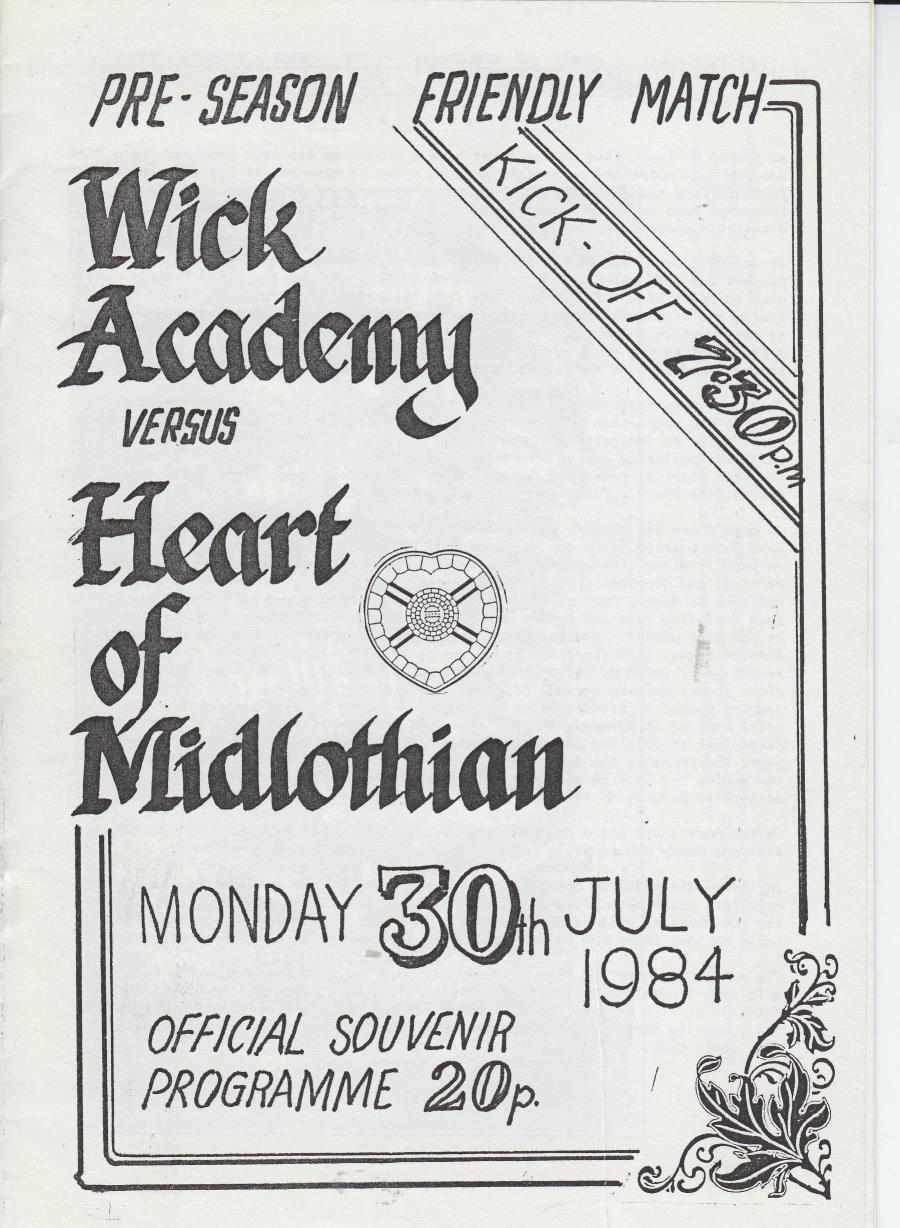 PRE-SEASON FRIENDLY MATCH
KICK-OFF 7:30 p.m
Wick
Academy
VERSUS
Heart
of
Midlothian
MONDAY 30th JULY
1984
OFFICIAL SOUVENIR
PROGRAMME 20p.